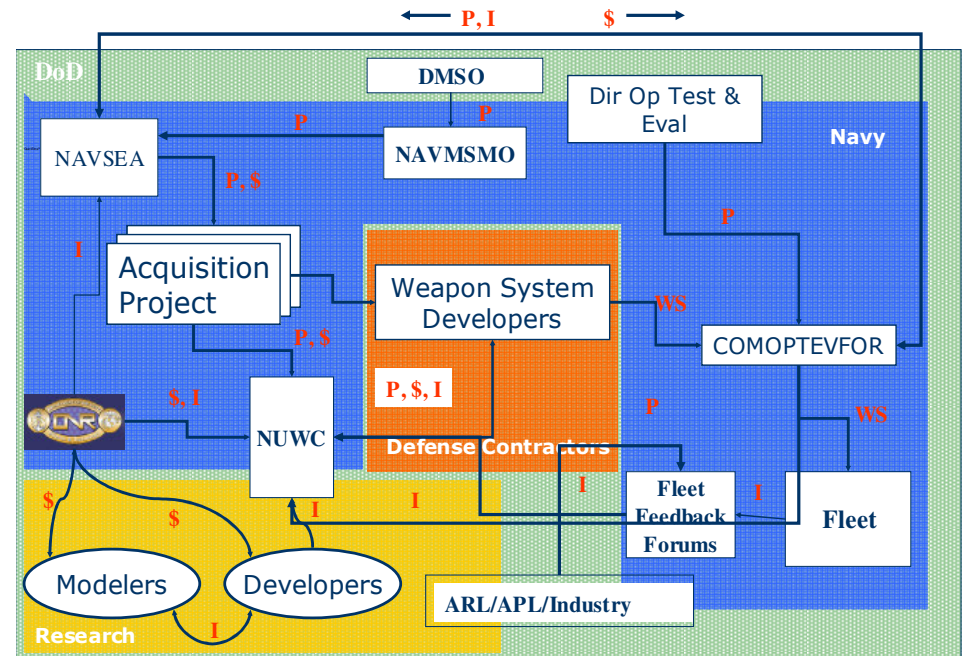 P, I
$
DoD
DMSO
Dir Op Test &
Eval
P
P
NAVSEA
NAVMSMO
Navy
P, $
P
I
Acquisition
Project
Weapon System
Developers
WS
COMOPTEVFOR
P, $
P, $, I
$, I
P
WS
ONR
NUWC
Defense Contractors
$
$
I
I
I
I
Fleet
Feedback
Forums
Fleet
Modelers
Developers
ARL/APL/Industry
I
Research